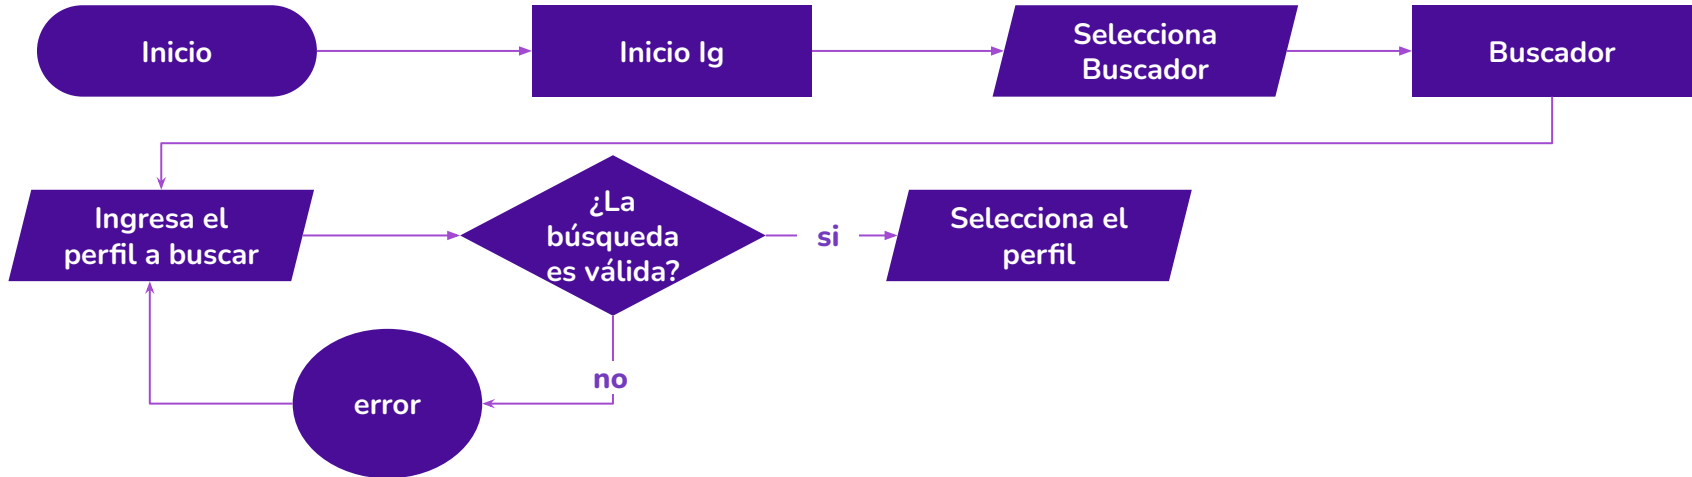 Inicio
Inicio Ig
Selecciona
Buscador
Buscador
Ingresa el
perfil a buscar
¿La
búsqueda
es válida?
si
Selecciona el
perfil
no
error